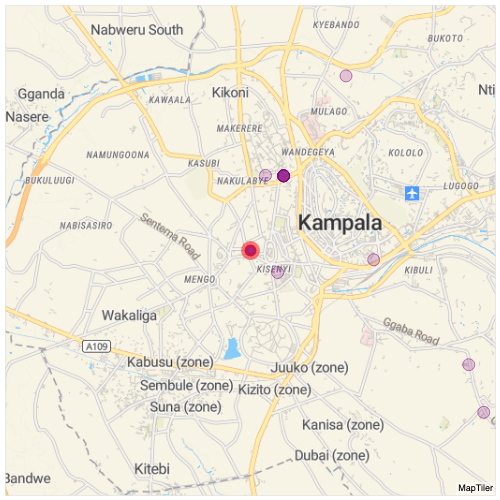 KYEBANDO
Nabweru South
BUKOTO
Gganda
Kikoni
KAWAALA
Nti
Nasere
MULAGO
MAKERERE
WANDEGEYA
KOLOLO
NAMUNGOONA
KASUBI
BUKULUUGI
NAKULABYE
LUGOGO
NABISASIRO
Sentema Road
Kampala
KISENYI
KIBULI
MENGO
Wakaliga
Ggaba Road
A109
Kabusu (zone)
Juuko (zone)
Sembule (zone)
Kizito (zone)
Suna (zone)
Kanisa (zone)
Dubai (zone)
Kitebi
Bandwe
MapTiler